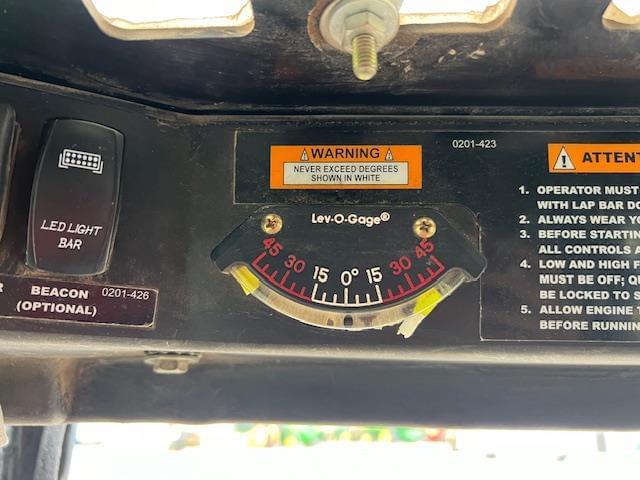 WARNING
NEVER EXCEED DEGREES
SHOWN IN WHITE
0201-423
Lev-O-Gage®
45 30 15 0° 15 30 45
LED LIGHT
BAR
BEACON
(OPTIONAL)
0201-426
ATTENT
1. OPERATOR MUST
WITH LAP BAR DO
2. ALWAYS WEAR YO
3. BEFORE STARTIN
ALL CONTROLS A
4. LOW AND HIGH F
MUST BE OFF; QU
BE LOCKED TO S
5. ALLOW ENGINE T
BEFORE RUNNIN